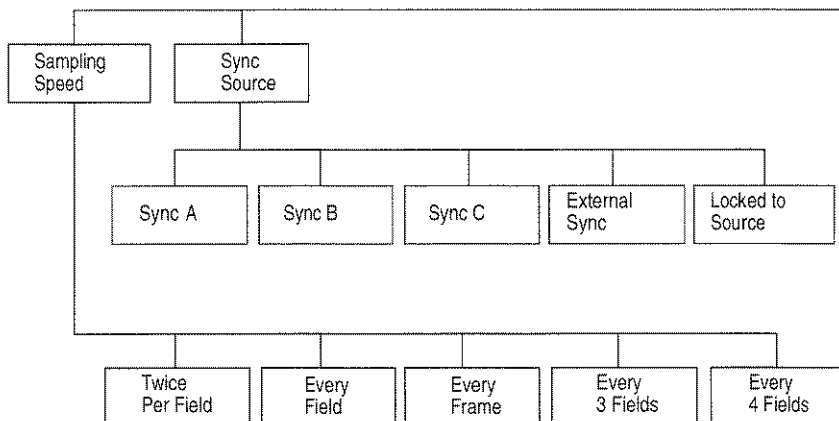 Sampling
Speed
Sync
Source
Sync A
Sync B
Sync C
External
Sync
Locked to
Source
Twice
Per Field
Every
Field
Every
Frame
Every
3 Fields
Every
4 Fields